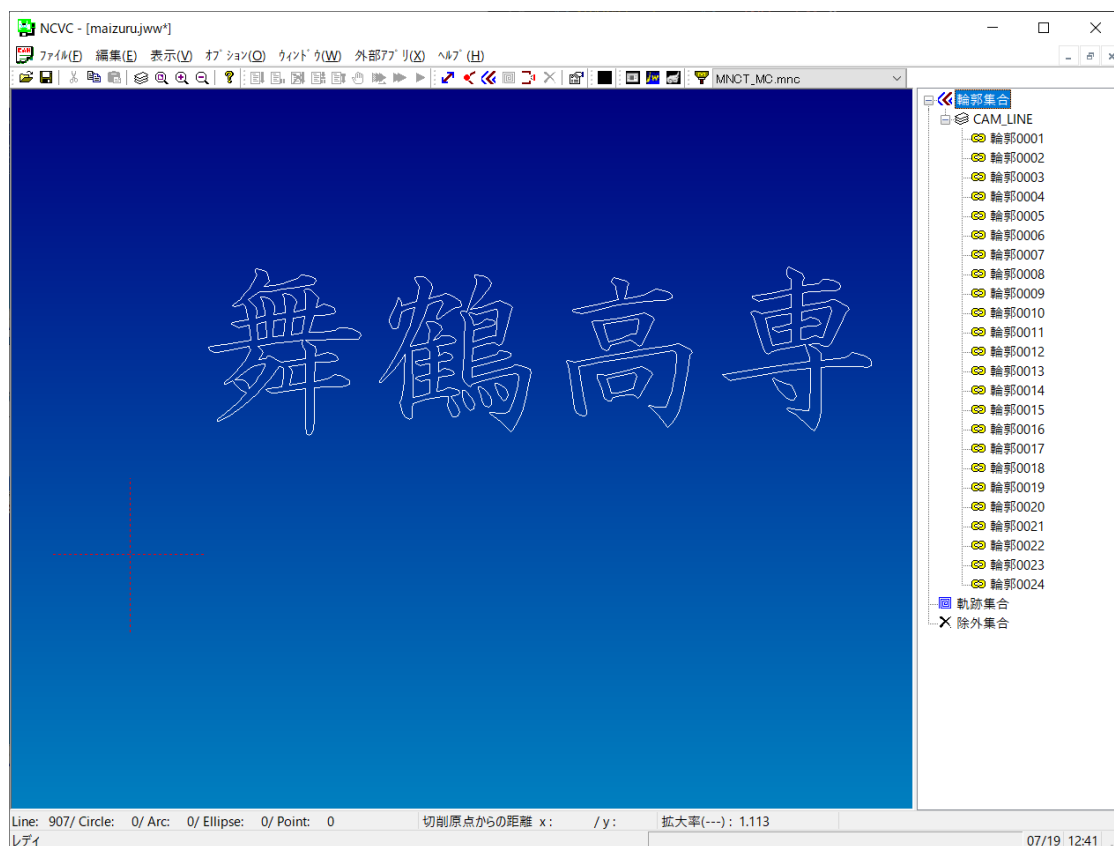 NCVC - [maizuru.jww*]
ファイル(F) 編集(E) 表示(V) オプション(O) ウィンドウ(W) 外部アプリ(X) ヘルプ(H)
MNCT_MC.mnc
舞鶴高専
輪郭集合
CAM_LINE
輪郭0001
輪郭0002
輪郭0003
輪郭0004
輪郭0005
輪郭0006
輪郭0007
輪郭0008
輪郭0009
輪郭0010
輪郭0011
輪郭0012
輪郭0013
輪郭0014
輪郭0015
輪郭0016
輪郭0017
輪郭0018
輪郭0019
輪郭0020
輪郭0021
輪郭0022
輪郭0023
輪郭0024
軌跡集合
除外集合
Line: 907/ Circle: 0/ Arc: 0/ Ellipse: 0/ Point: 0 切削原点からの距離 x : / y : 拡大率(---) : 1.113
レディ 07/19 12:41